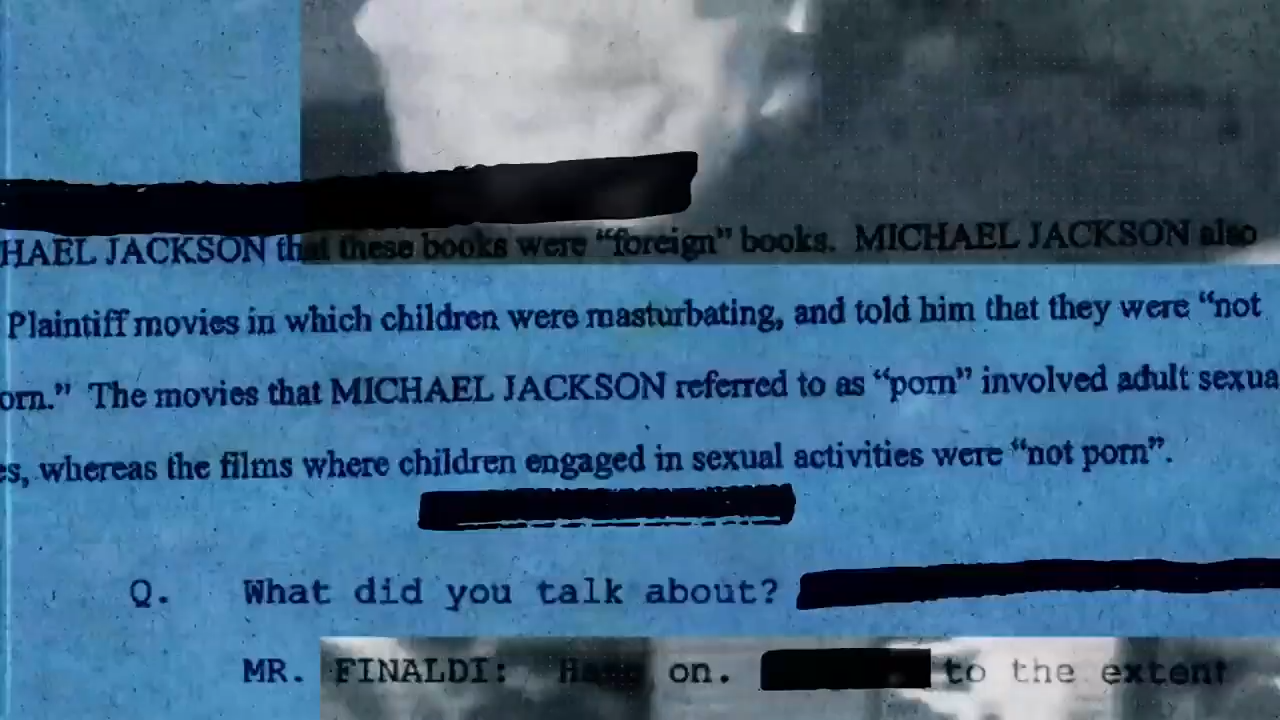 HAEL JACKSON that these books were “foreign” books. MICHAEL JACKSON also
Plaintiff movies in which children were masturbating, and told him that they were “not
orn.” The movies that MICHAEL JACKSON referred to as “porn” involved adult sexua
es, whereas the films where children engaged in sexual activities were “not porn”.
Q. What did you talk about?
MR. FINALDI: on. to the extent